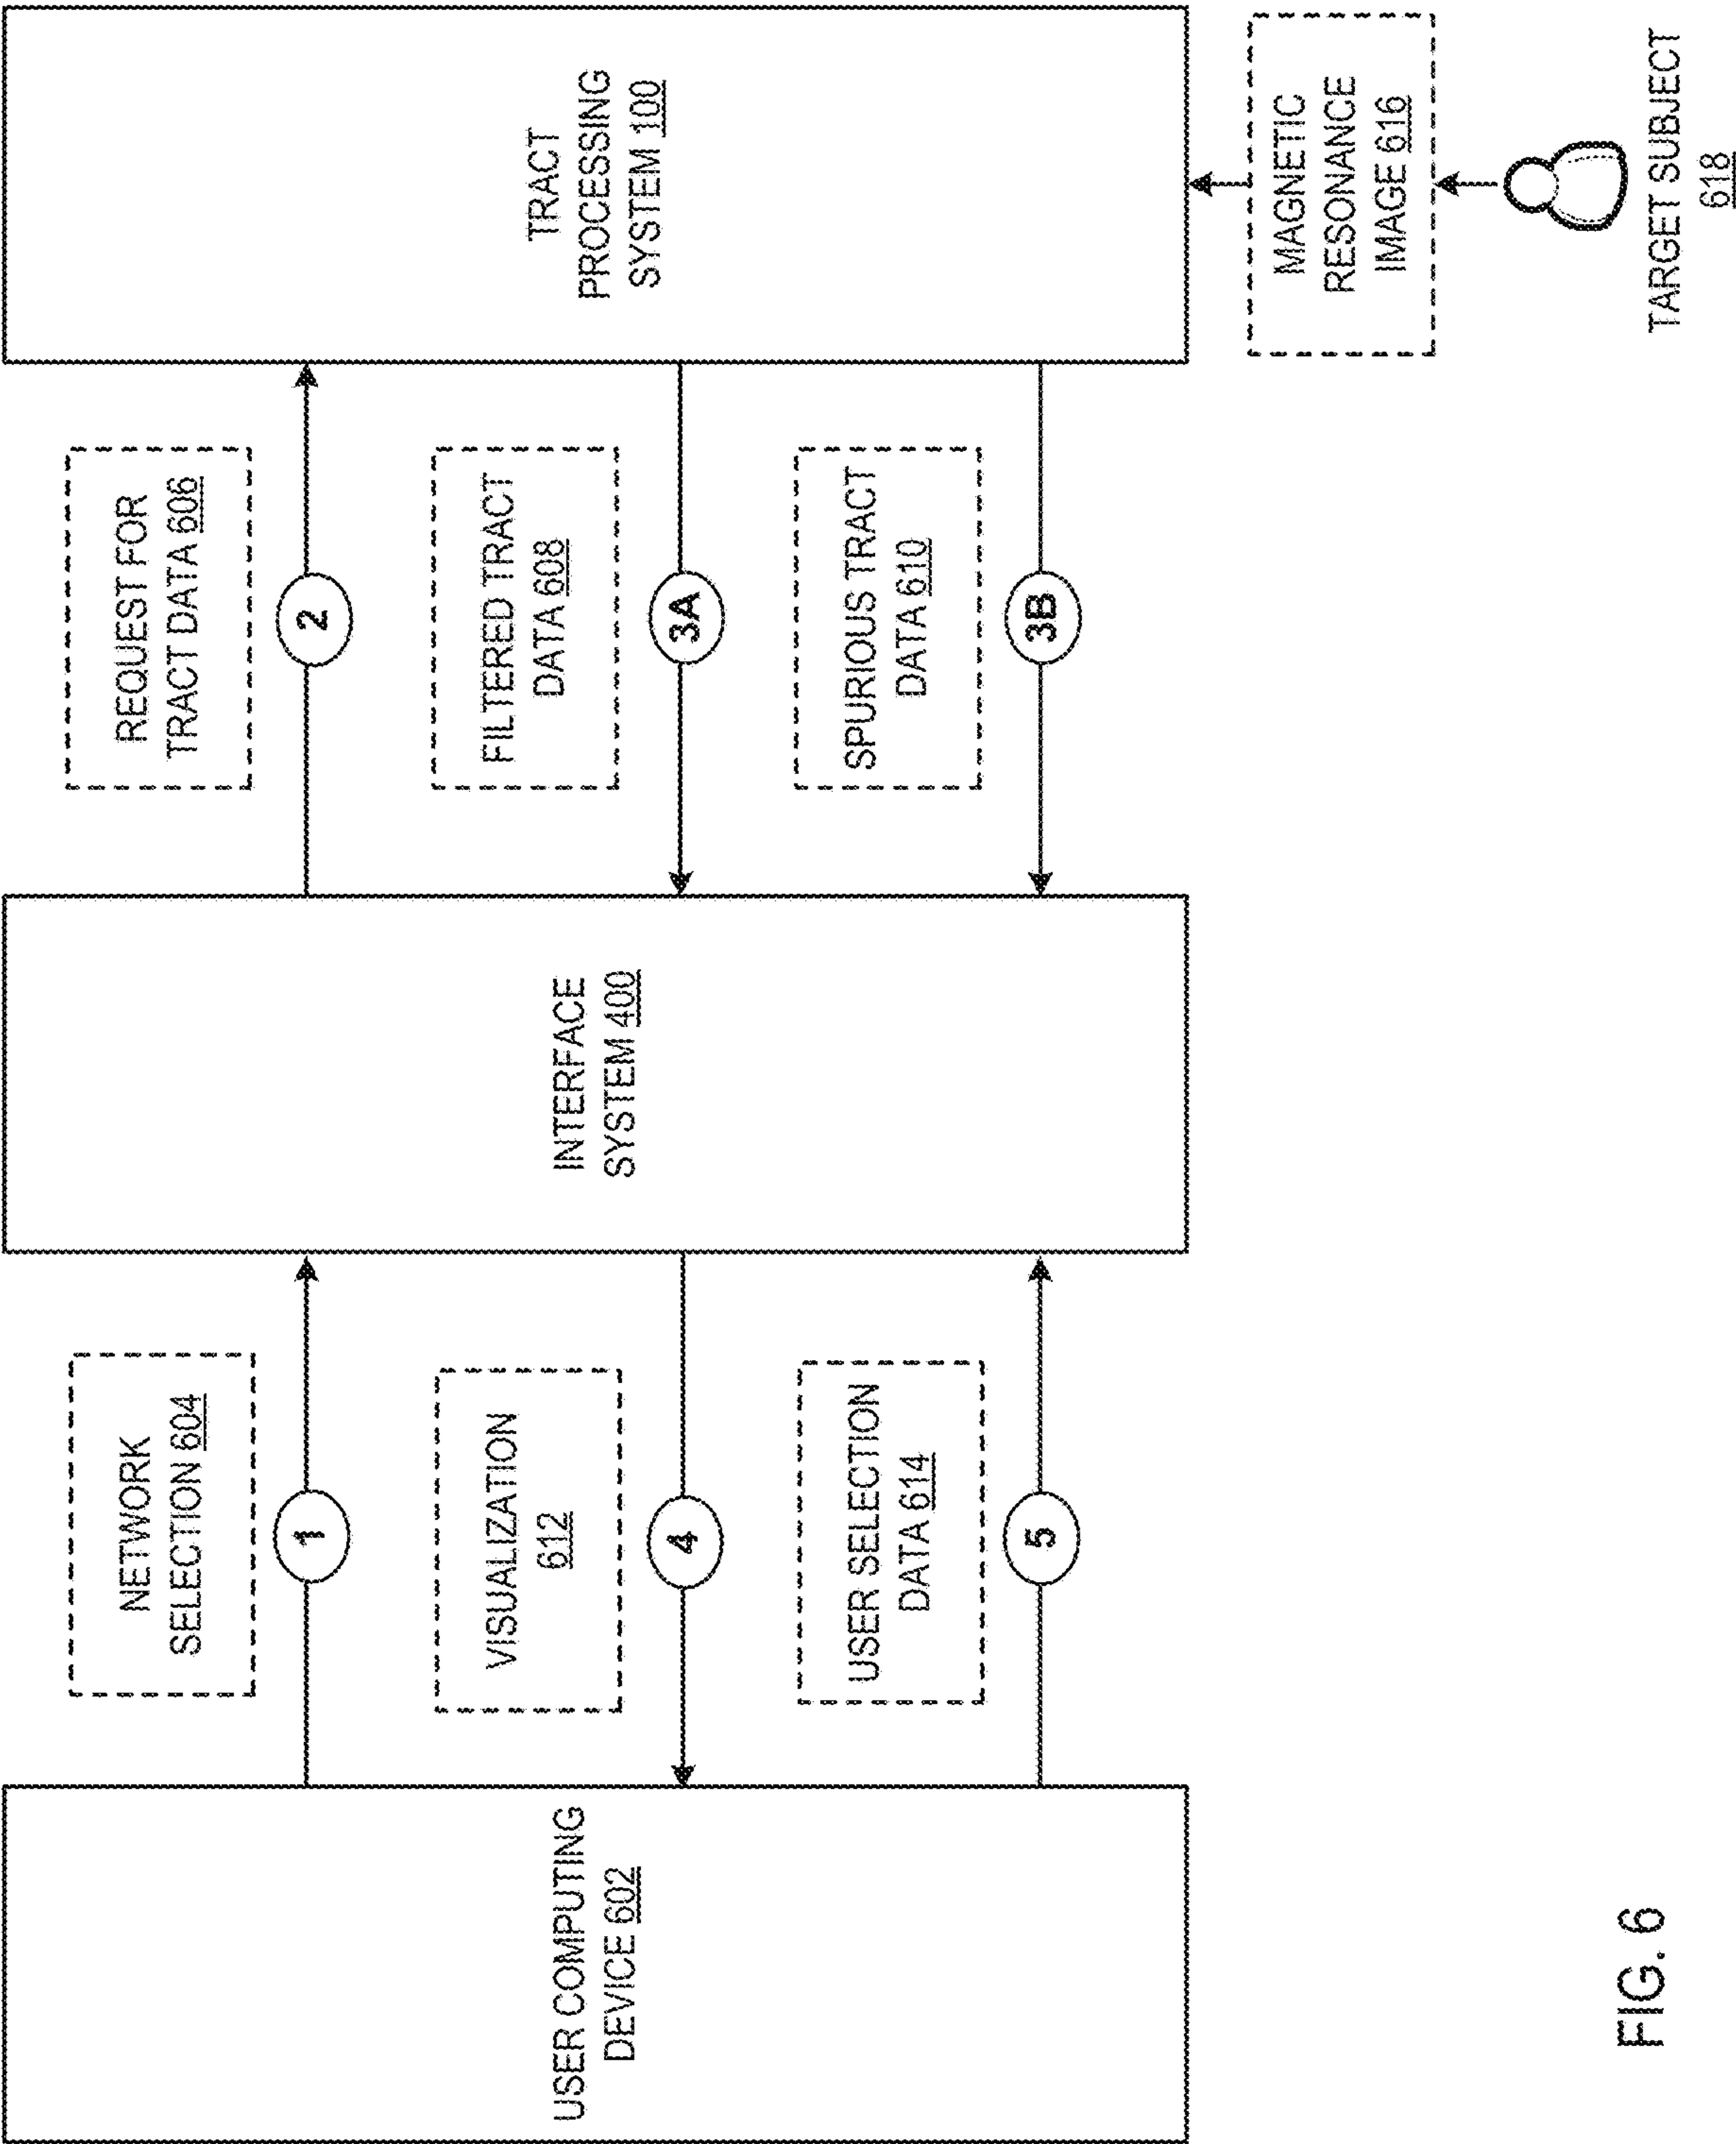 USER COMPUTING
DEVICE 602
NETWORK
SELECTION 604
1
VISUALIZATION
612
4
USER SELECTION
DATA 614
5
INTERFACE
SYSTEM 400
REQUEST FOR
TRACT DATA 606
2
FILTERED TRACT
DATA 608
3A
SPURIOUS TRACT
DATA 610
3B
TRACT
PROCESSING
SYSTEM 100
MAGNETIC
RESONANCE
IMAGE 616
TARGET SUBJECT
618
FIG. 6